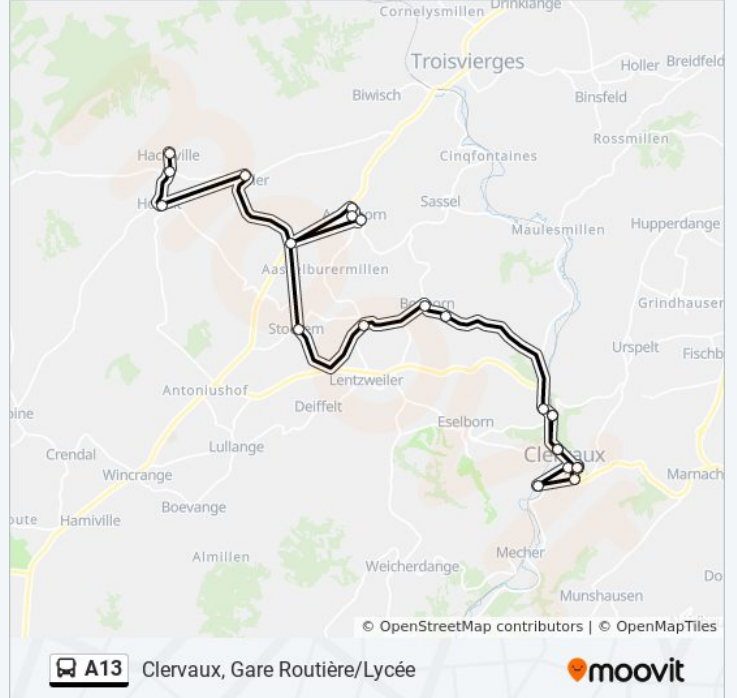 Cornelysmillen
Drinklange
Troisvierges
Holler
Breidfeld
Biwisch
Binsfeld
Rossmillen
Cinqfontaines
Sassel
Hupperdange
Maulesmillen
Grindhausen
Urspelt
Fischb
Lentzweiler
Antoniushof
Deiffelt
Eselborn
Lullange
Crendal
Wincrange
Marnach
Boevange
Hamiville
Almillen
Mecher
Weicherdange
Munshausen
© OpenStreetMap contributors | © OpenMapTiles
A13 Clervaux, Gare Routière/Lycée
moovit